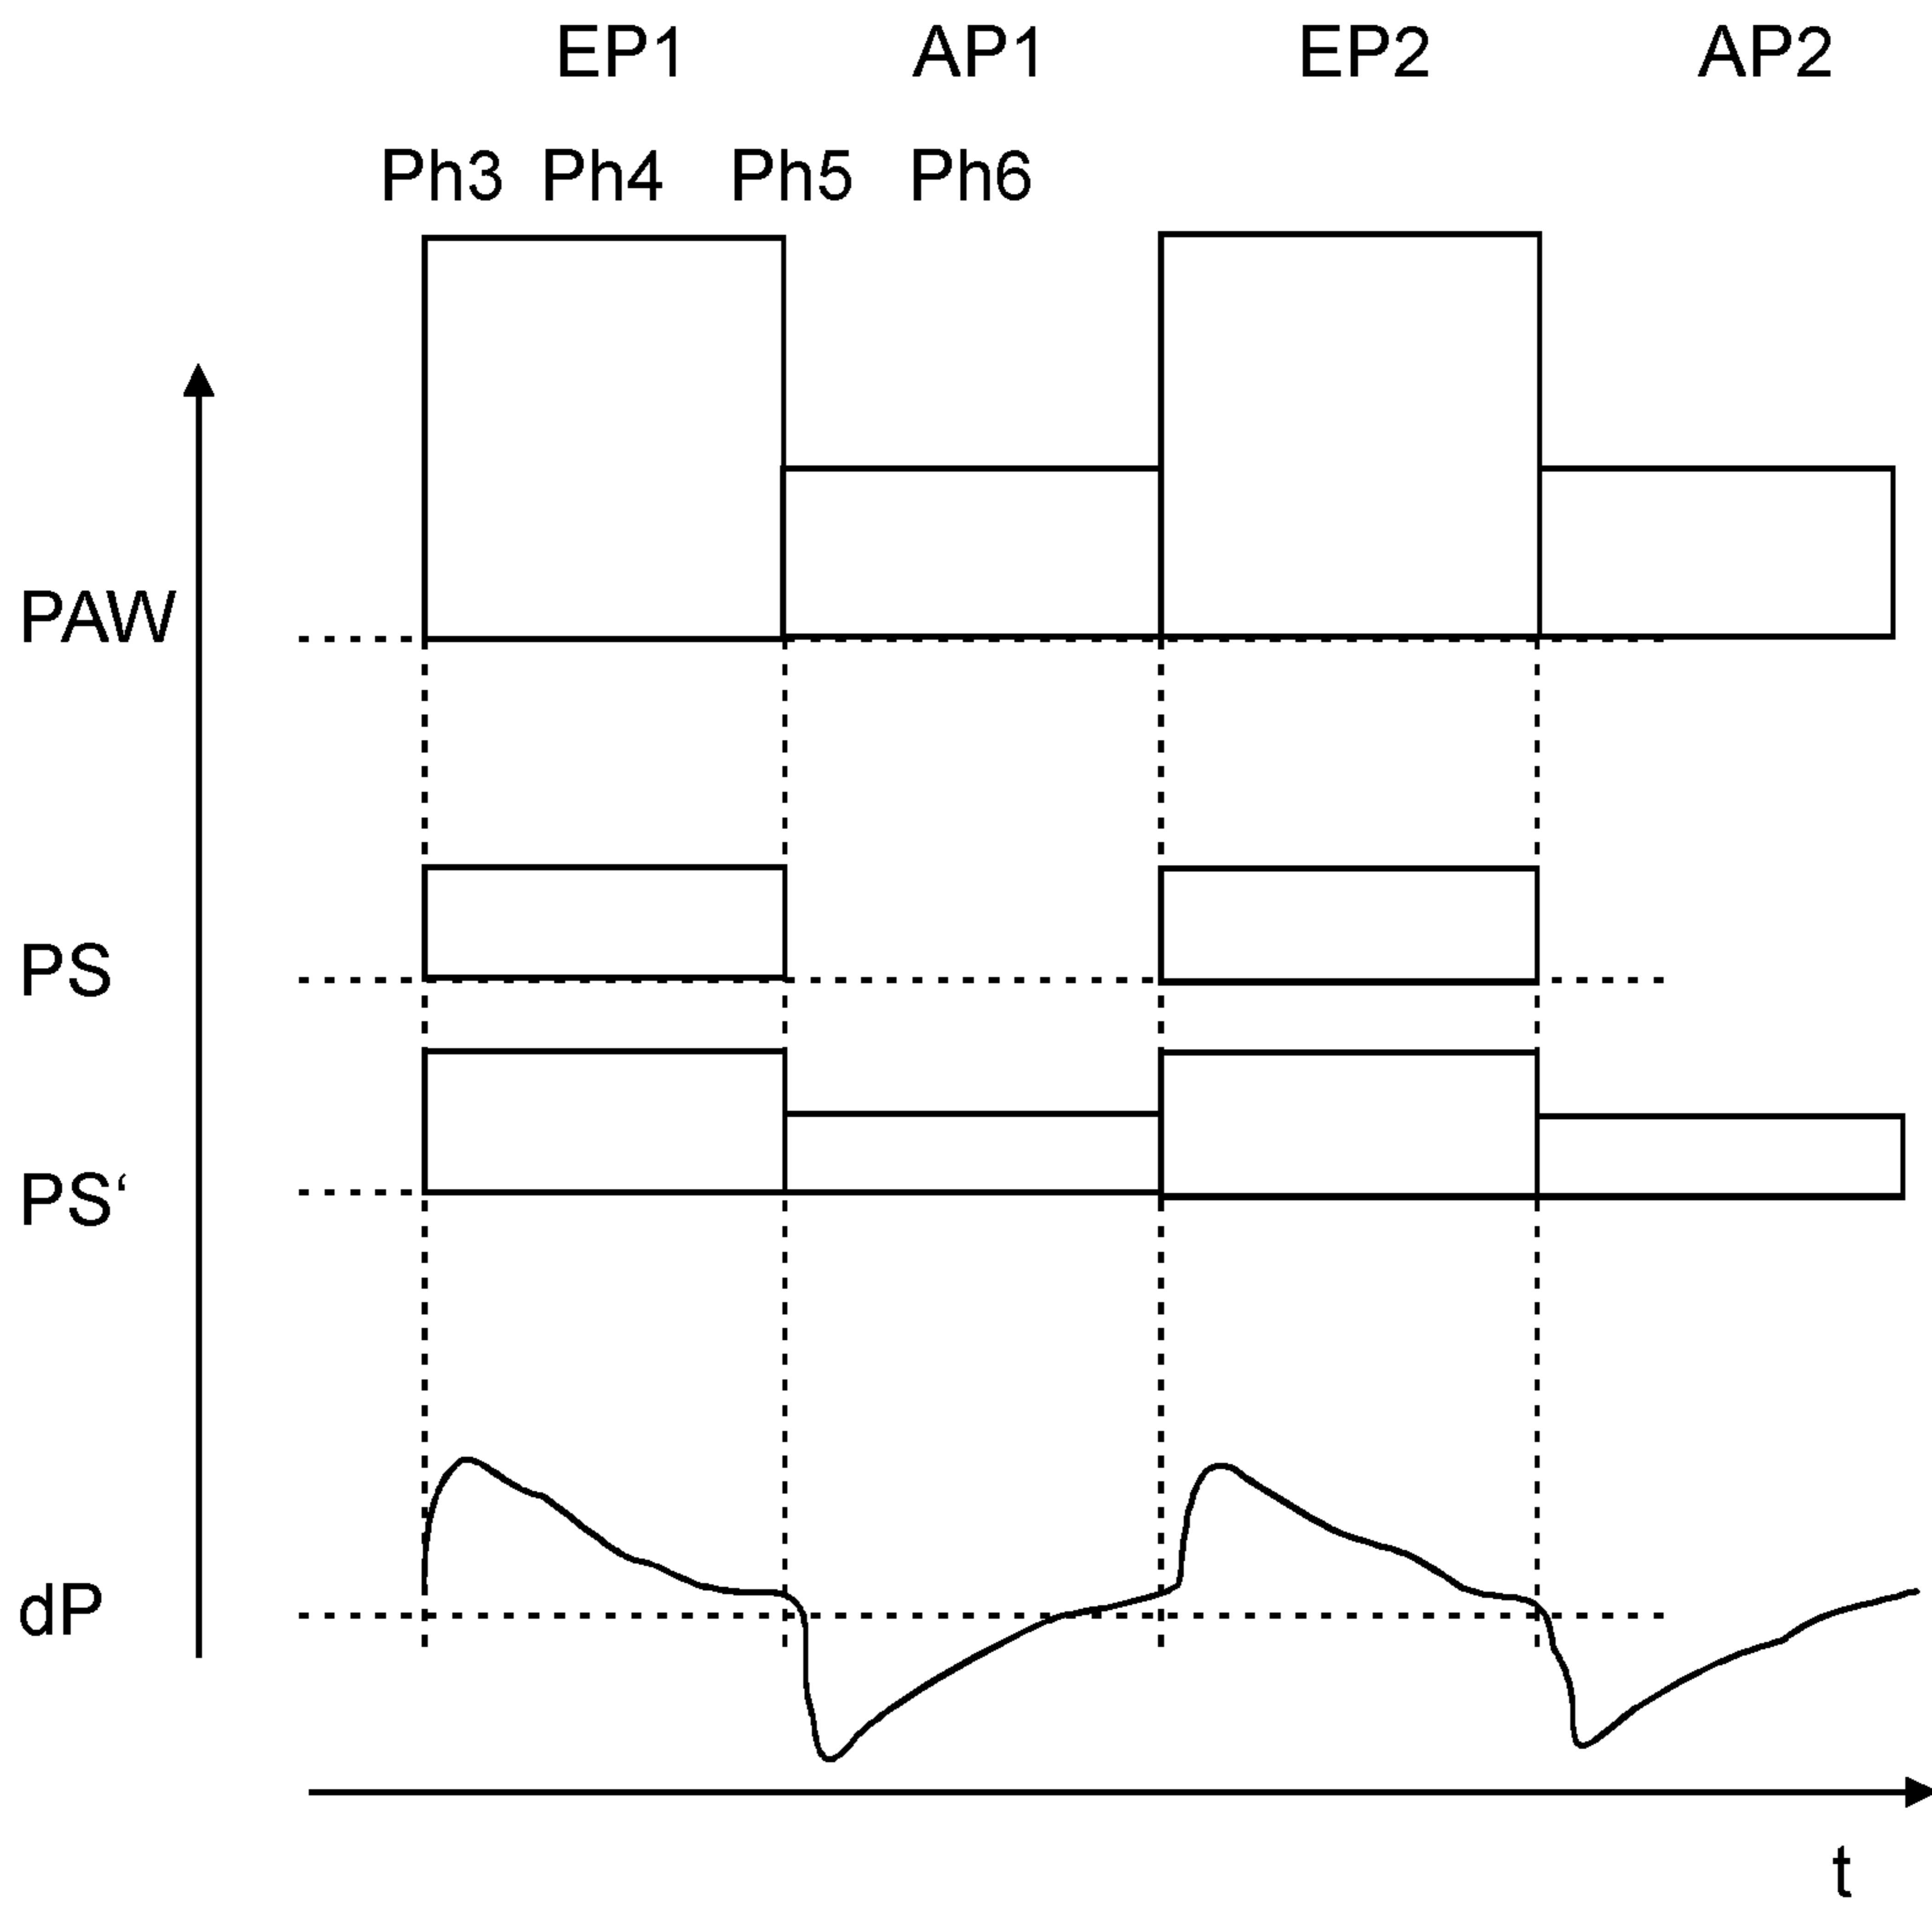 EP1 AP1 EP2 AP2
Ph3 Ph4 Ph5 Ph6
PAW
PS
PS‘
dP
t